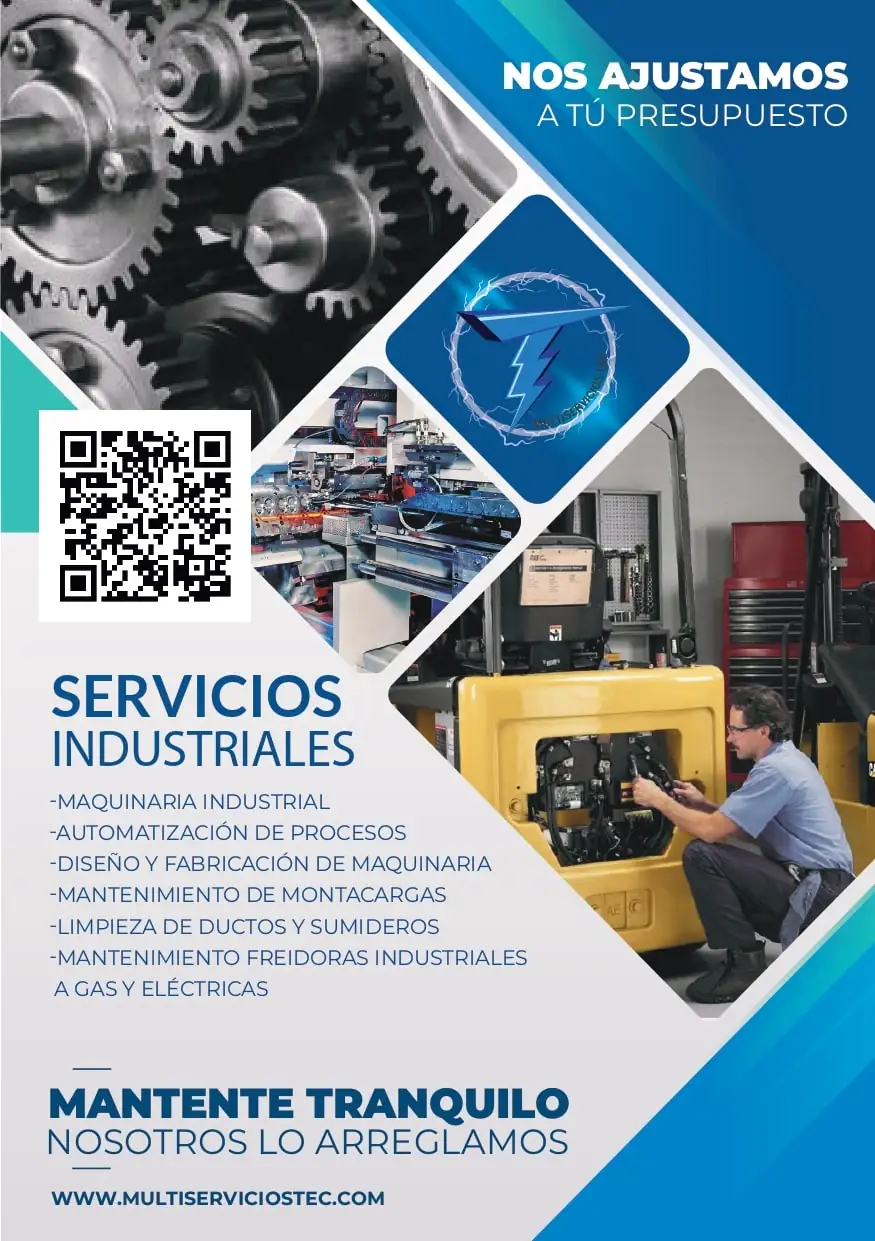 NOS AJUSTAMOS
A TÚ PRESUPUESTO
SERVICIOS
INDUSTRIALES
-MAQUINARIA INDUSTRIAL
-AUTOMATIZACIÓN DE PROCESOS
-DISEÑO Y FABRICACIÓN DE MAQUINARIA
-MANTENIMIENTO DE MONTACARGAS
-LIMPIEZA DE DUCTOS Y SUMIDEROS
-MANTENIMIENTO FREIDORAS INDUSTRIALES
A GAS Y ELÉCTRICAS
MANTENTE TRANQUILO
NOSOTROS LO ARREGLAMOS
WWW.MULTISERVICIOSTEC.COM